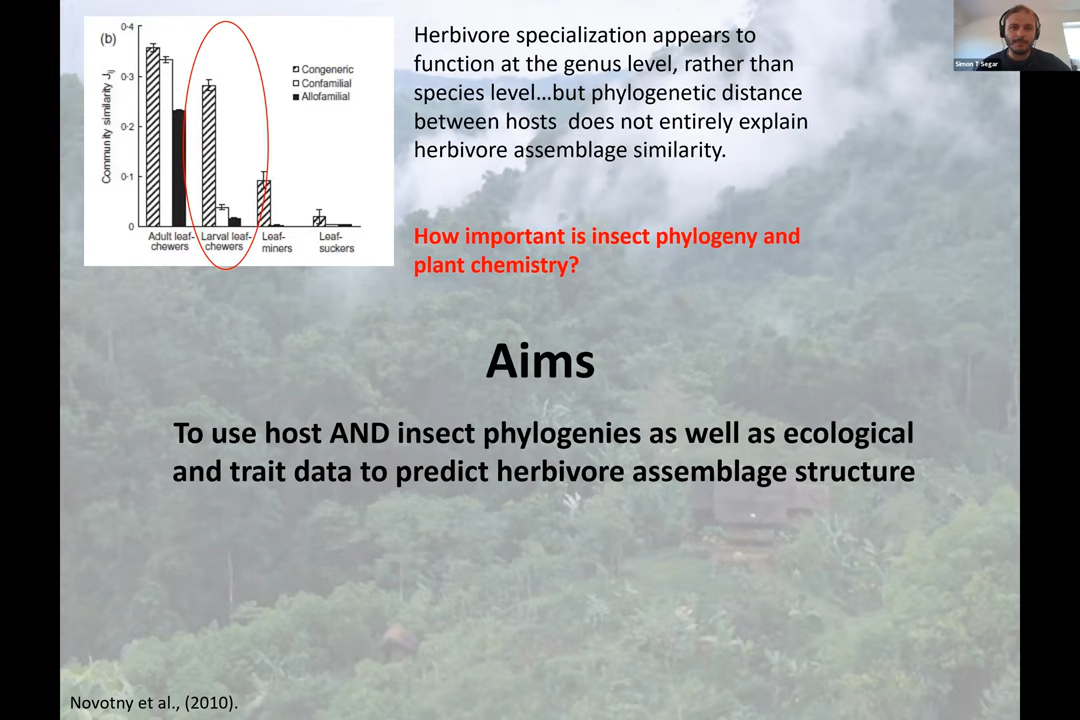 (b)
0·4
0·3
0·2
0·1
0
Community similarity Jij
Congeneric
Confamilial
Allofamilial
Adult leaf-
chewers
Larval leaf-
chewers
Leaf-
miners
Leaf-
suckers
Herbivore specialization appears to
function at the genus level, rather than
species level...but phylogenetic distance
between hosts does not entirely explain
herbivore assemblage similarity.
How important is insect phylogeny and
plant chemistry?
Simon T Segar
Aims
To use host AND insect phylogenies as well as ecological
and trait data to predict herbivore assemblage structure
Novotny et al., (2010).